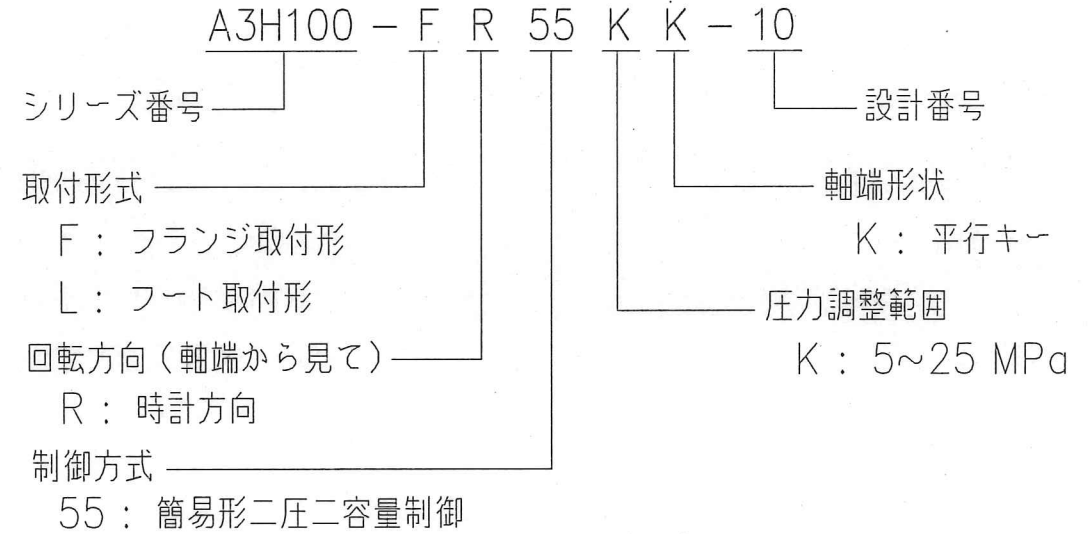 A3H100-FR55KK-10
シリーズ番号
設計番号
取付形式
軸端形状
F: フランジ取付形
K: 平行キー
L: フート取付形
圧力調整範囲
回転方向(軸端から見て)
K: 5~25 MPa
R: 時計方向
制御方式
55: 簡易形二圧二容量制御